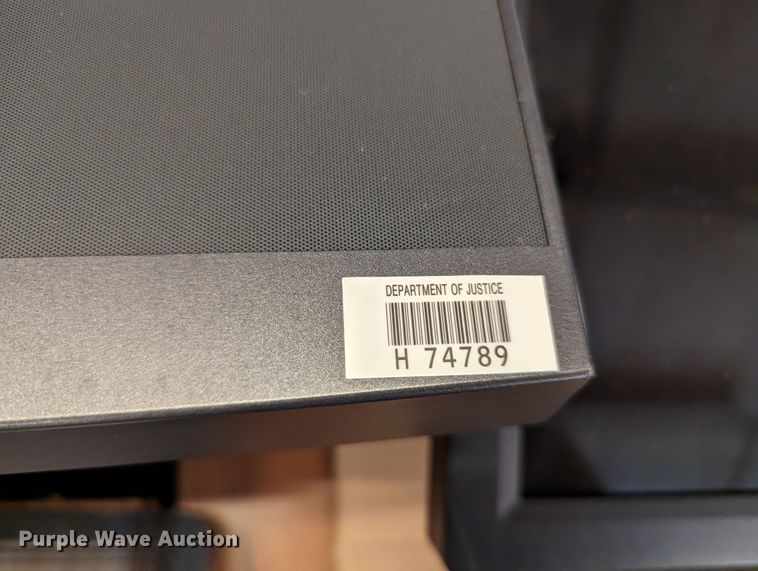 DEPARTMENT OF JUSTICE
H 74789
Purple Wave Auction